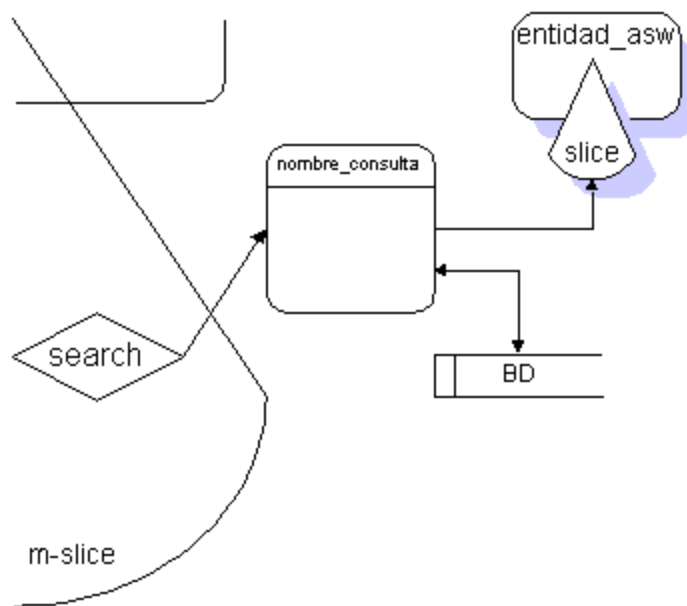 entidad_asw
slice
nombre_consulta
search
BD
m-slice